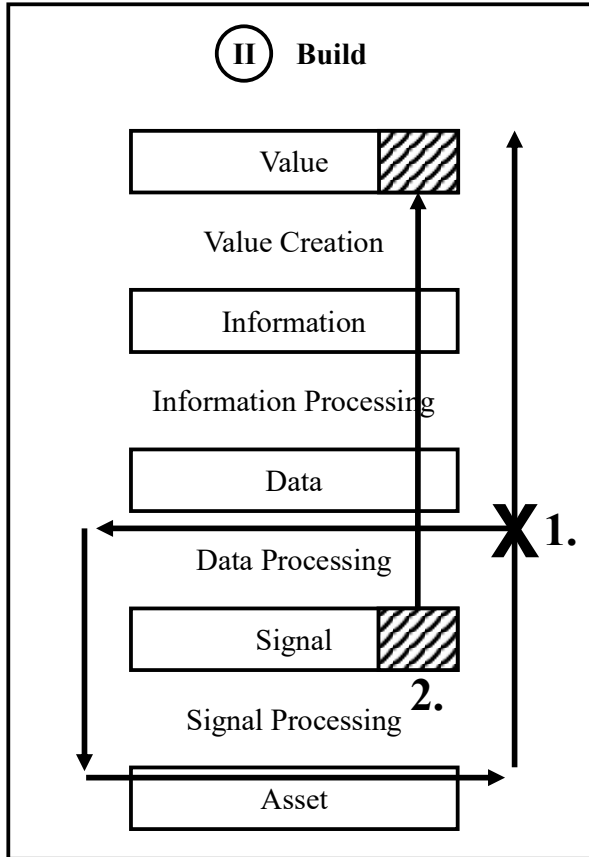 II Build
Value
Value Creation
Information
Information Processing
Data
X 1.
Data Processing
Signal
2.
Signal Processing
Asset